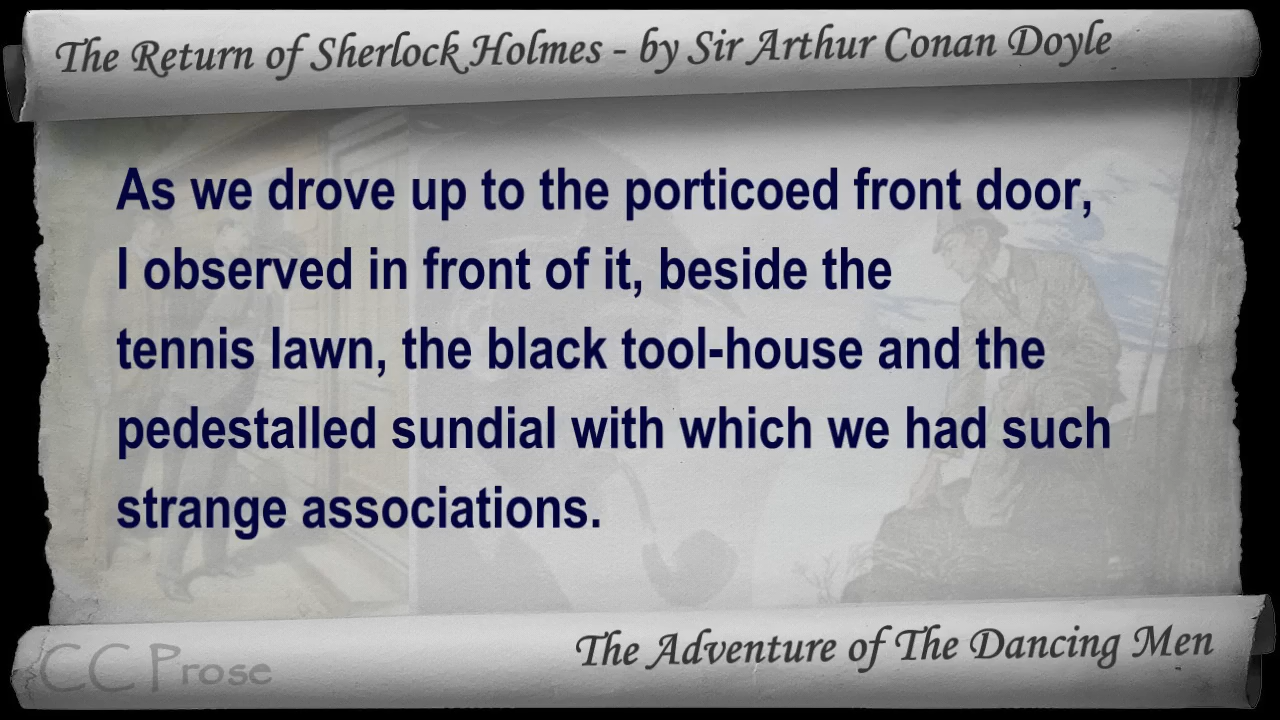 The Return of Sherlock Holmes - by Sir Arthur Conan Doyle
As we drove up to the porticoed front door,
I observed in front of it, beside the
tennis lawn, the black tool-house and the
pedestalled sundial with which we had such
strange associations.
The Adventure of The Dancing Men
CC Prose